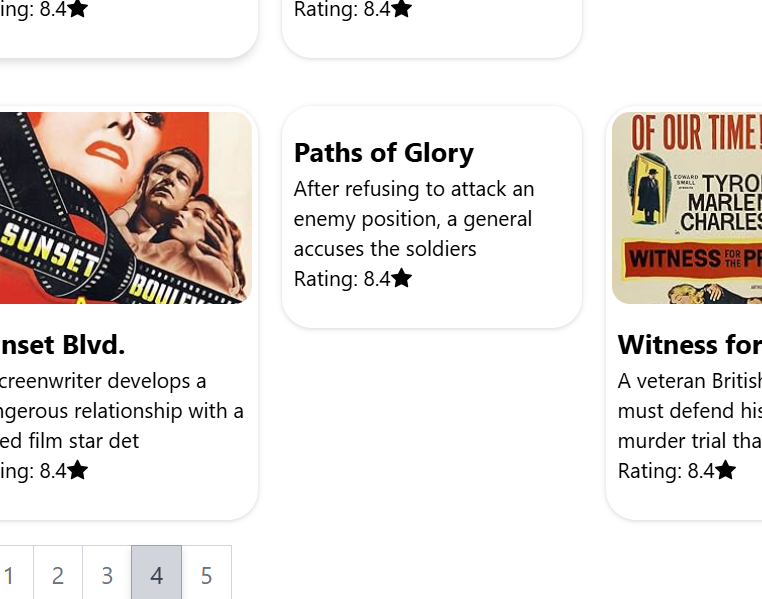 ing: 8.4★
Rating: 8.4★
SUNSET
BOULEV
nset Blvd.
creenwriter develops a
ngerous relationship with a
ed film star det
ing: 8.4★
Paths of Glory
After refusing to attack an
enemy position, a general
accuses the soldiers
Rating: 8.4★
OF OUR TIME!
EDWARD
SMALL
presents
TYRO
MARLEN
in
CHARLES
WITNESS FOR THE PR
Witness for
A veteran British
must defend his
murder trial tha
Rating: 8.4★
1 2 3 4 5